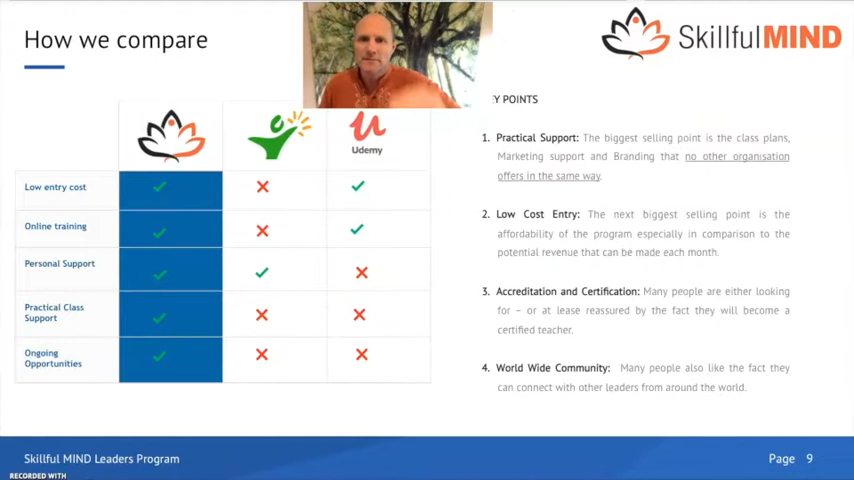 How we compare
SkillfulMIND
EY POINTS
Udemy
Low entry cost
Online training
Personal Support
Practical Class
Support
Ongoing
Opportunities
1. Practical Support: The biggest selling point is the class plans,
Marketing support and Branding that no other organisation
offers in the same way.
2. Low Cost Entry: The next biggest selling point is the
affordability of the program especially in comparison to the
potential revenue that can be made each month.
3. Accreditation and Certification: Many people are either looking
for – or at lease reassured by the fact they will become a
certified teacher.
4. World Wide Community: Many people also like the fact they
can connect with other leaders from around the world.
Skillful MIND Leaders Program
Page 9
RECORDED WITH